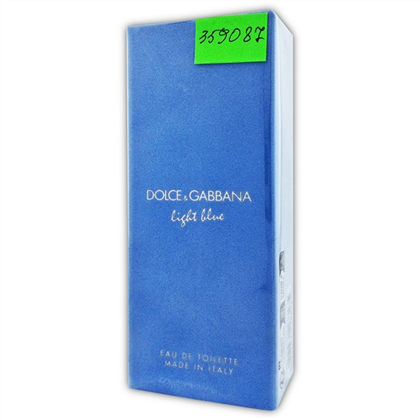 359087
DOLCE & GABBANA
light blue
EAU DE TOILETTE
MADE IN ITALY